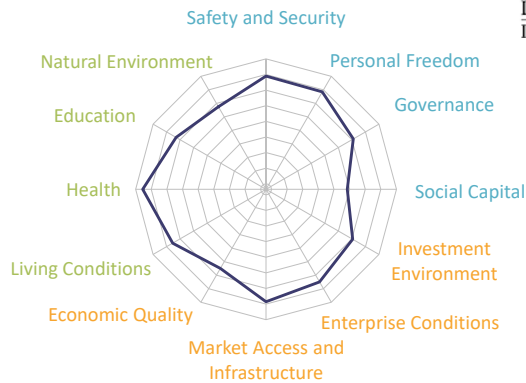 Safety and Security
Personal Freedom
Governance
Social Capital
Investment
Environment
Enterprise Conditions
Market Access and
Infrastructure
Economic Quality
Living Conditions
Health
Education
Natural Environment